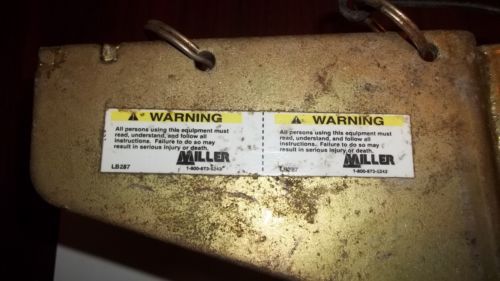 WARNING
All persons using this equipment must
read, understand, and follow all
instructions. Failure to do so may
result in serious injury or death.
MILLER
LB287
1-800-873-5242
WARNING
All persons using this equipment must
read, understand, and follow all
instructions. Failure to do so may
result in serious injury or death.
MILLER
LB287
1-800-873-5242